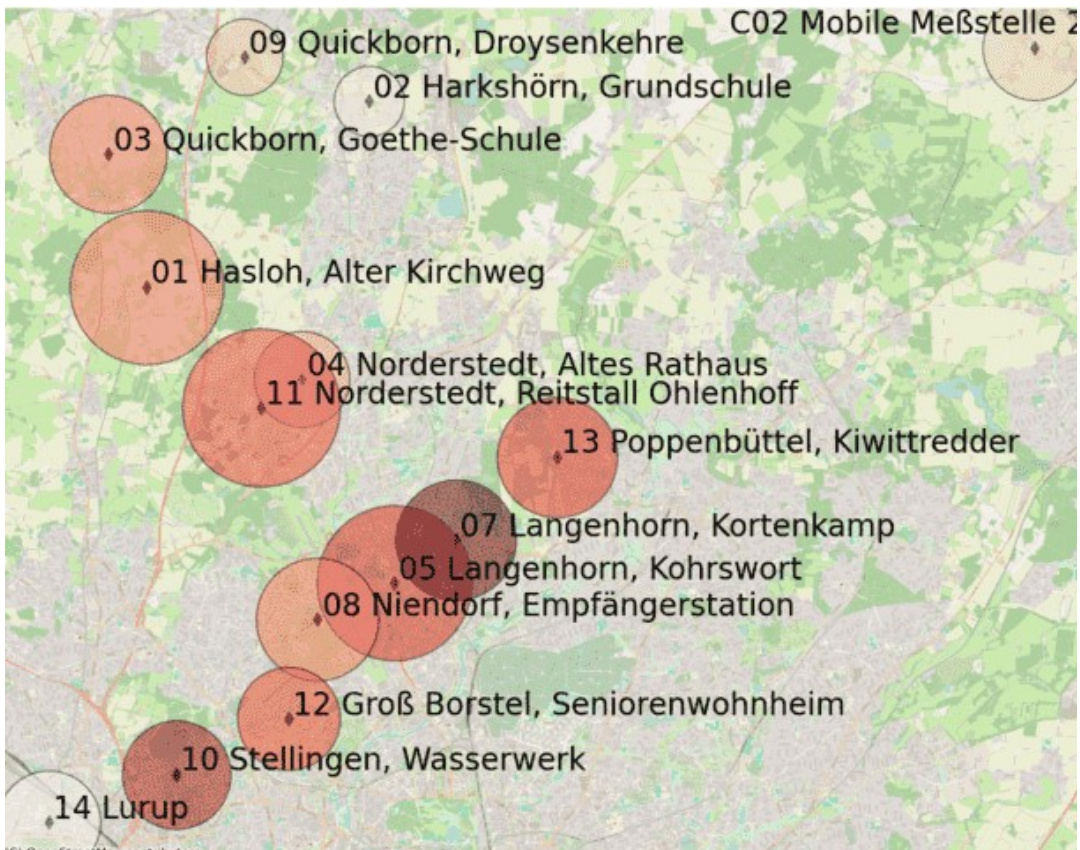 C02 Mobile Meßstelle 2
09 Quickborn, Droysenkehre
02 Harkshörn, Grundschule
03 Quickborn, Goethe-Schule
01 Hasloh, Alter Kirchweg
04 Norderstedt, Altes Rathaus
11 Norderstedt, Reitstall Ohlenhoff
13 Poppenbüttel, Kiwittredder
07 Langenhorn, Kortenkamp
05 Langenhorn, Kohrswort
08 Niendorf, Empfängerstation
12 Groß Borstel, Seniorenwohnheim
10 Stellingen, Wasserwerk
14 Lurup